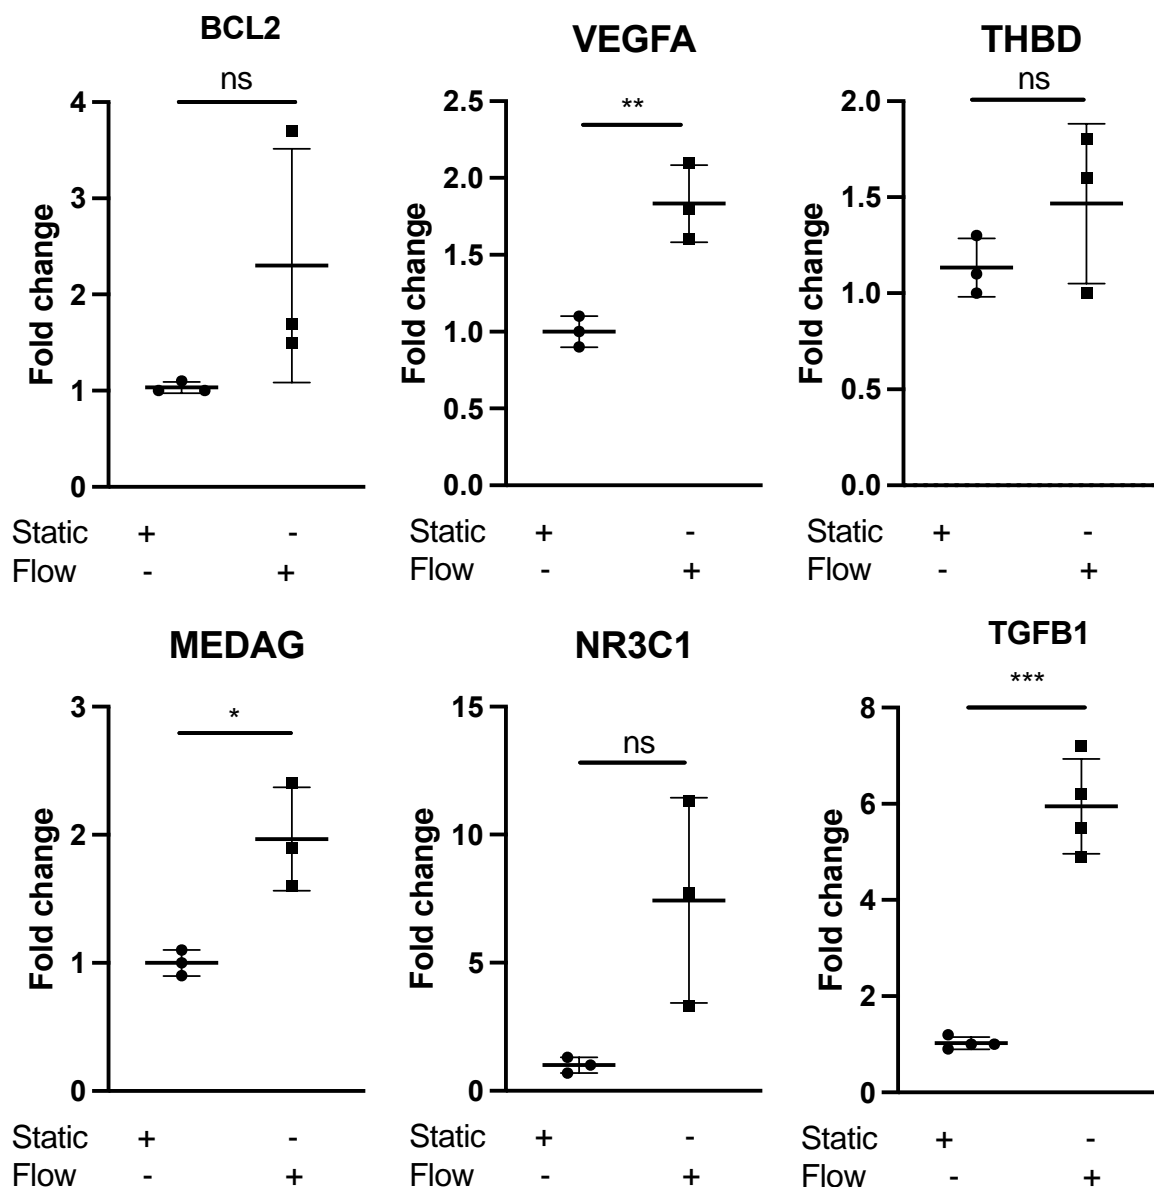 BCL2
ns
4
3
2
1
0
Fold change
Static + -
Flow - +
VEGFA
**
2.5
2.0
1.5
1.0
0.5
0.0
Fold change
Static + -
Flow - +
THBD
ns
2.0
1.5
1.0
0.5
0.0
Fold change
Static + -
Flow - +
MEDAG
*
3
2
1
0
Fold change
Static + -
Flow - +
NR3C1
ns
15
10
5
0
Fold change
Static + -
Flow - +
TGFB1
***
8
6
4
2
0
Fold change
Static + -
Flow - +